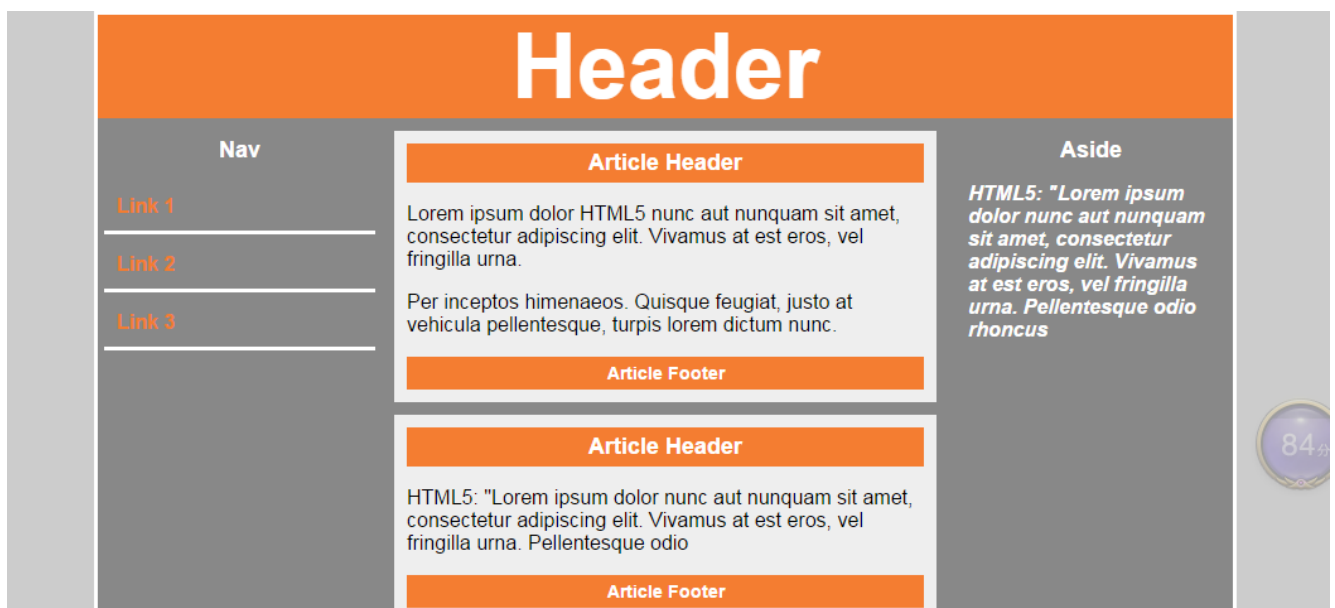 Header
Nav
Link 1
Link 2
Link 3
Article Header
Lorem ipsum dolor HTML5 nunc aut nunquam sit amet,
consectetur adipiscing elit. Vivamus at est eros, vel
fringilla urna.
Per inceptos himenaeos. Quisque feugiat, justo at
vehicula pellentesque, turpis lorem dictum nunc.
Article Footer
Article Header
HTML5: "Lorem ipsum dolor nunc aut nunquam sit amet,
consectetur adipiscing elit. Vivamus at est eros, vel
fringilla urna. Pellentesque odio
Article Footer
Aside
HTML5: "Lorem ipsum
dolor nunc aut nunquam
sit amet, consectetur
adipiscing elit. Vivamus
at est eros, vel fringilla
urna. Pellentesque odio
rhoncus
84分